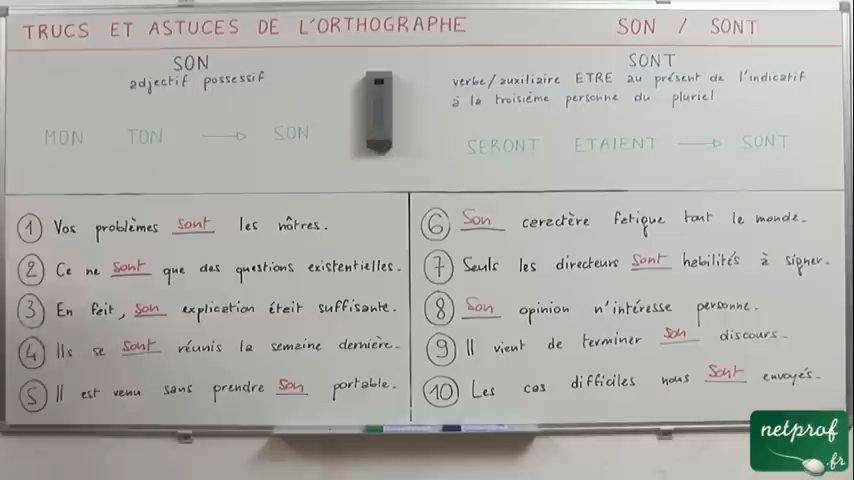 TRUCS ET ASTUCES DE L'ORTHOGRAPHE SON / SONT
SON
adjectif possessif
MON TON → SON
SONT
verbe/auxiliaire ETRE au présent de l'indicatif
à la troisième personne du pluriel
SERONT ETAIENT → SONT
1 Vos problèmes sont les nôtres.
2 Ce ne sont que des questions existentielles.
3 En fait, son explication était suffisante.
4 Ils se sont réunis la semaine dernière.
5 Il est venu sans prendre son portable.
6 Son caractère fatigue tout le monde.
7 Seuls les directeurs sont habilités à signer.
8 Son opinion n'intéresse personne.
9 Il vient de terminer son discours.
10 Les cas difficiles nous sont envoyés.
netprof
.fr